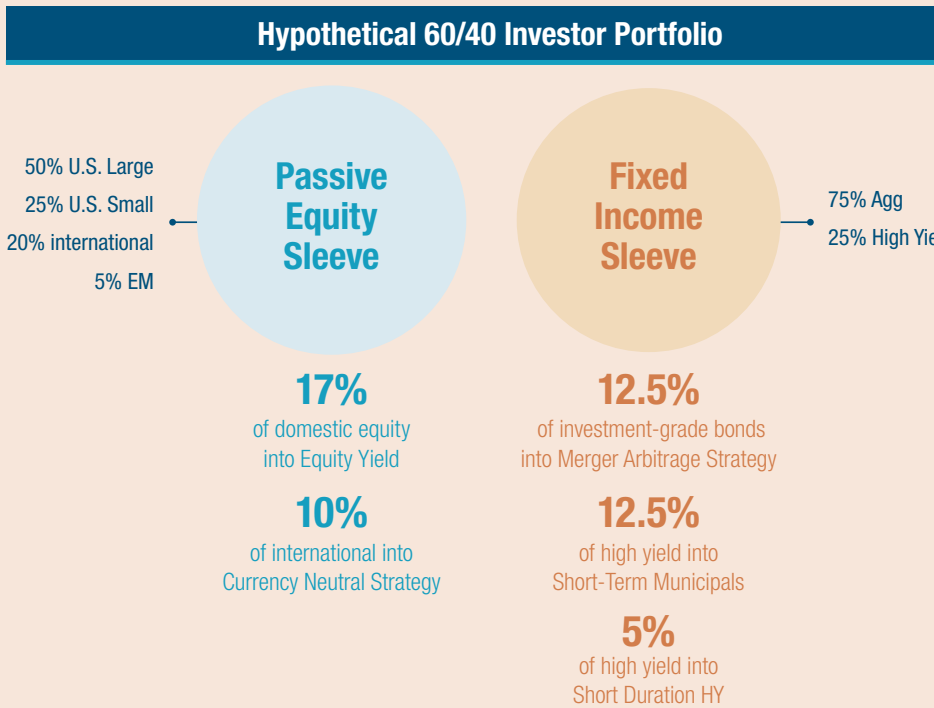 Hypothetical 60/40 Investor Portfolio
50% U.S. Large
25% U.S. Small
20% international
5% EM
Passive
Equity
Sleeve
Fixed
Income
Sleeve
75% Agg
25% High Yie
17%
of domestic equity
into Equity Yield
10%
of international into
Currency Neutral Strategy
12.5%
of investment-grade bonds
into Merger Arbitrage Strategy
12.5%
of high yield into
Short-Term Municipals
5%
of high yield into
Short Duration HY